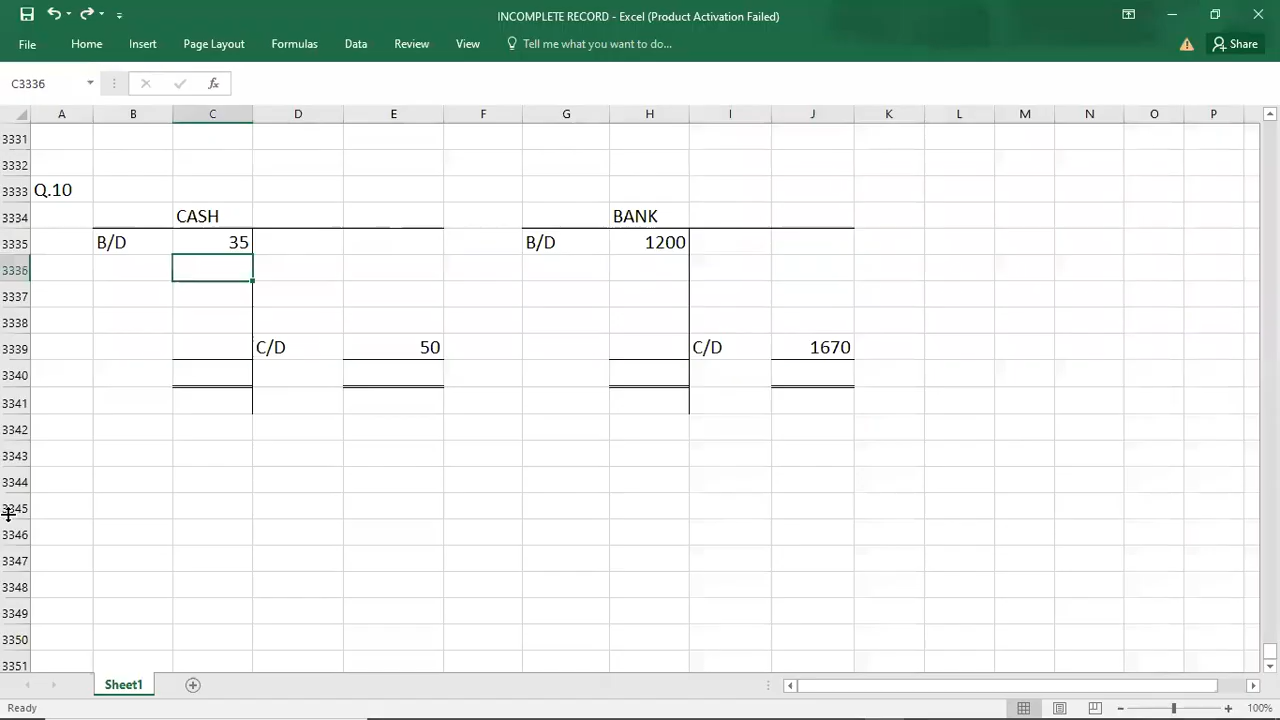 INCOMPLETE RECORD - Excel (Product Activation Failed)
File Home Insert Page Layout Formulas Data Review View Tell me what you want to do... Share
C3336
A B C D E F G H I J K L M N O P
3331
3332
3333 Q.10
3334 CASH BANK
3335 B/D 35 B/D 1200
3336
3337
3338
3339 C/D 50 C/D 1670
3340
3341
3342
3343
3344
3345
3346
3347
3348
3349
3350
3351
Sheet1
Ready 100%